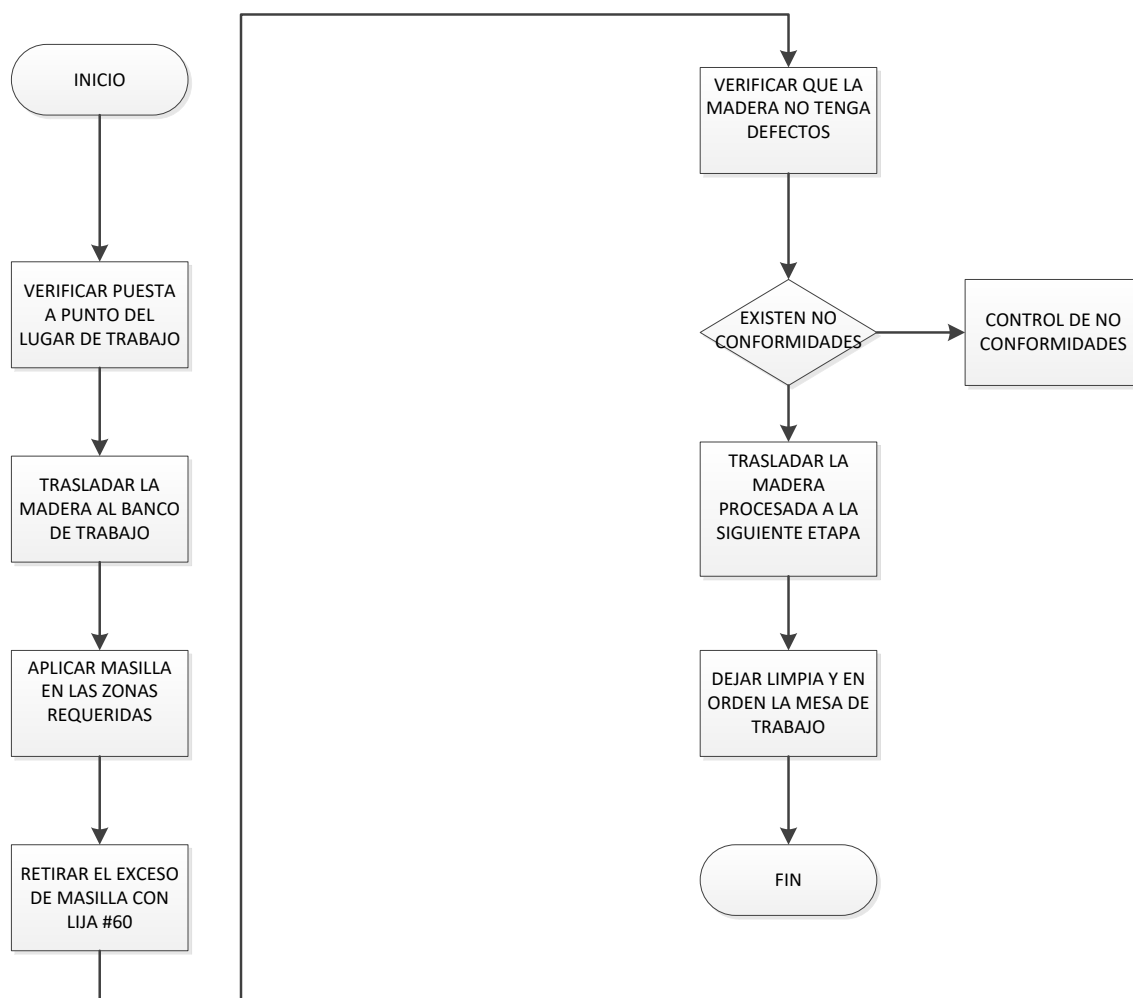 INICIO
VERIFICAR PUESTA
A PUNTO DEL
LUGAR DE TRABAJO
TRASLADAR LA
MADERA AL BANCO
DE TRABAJO
APLICAR MASILLA
EN LAS ZONAS
REQUERIDAS
RETIRAR EL EXCESO
DE MASILLA CON
LIJA #60
VERIFICAR QUE LA
MADERA NO TENGA
DEFECTOS
EXISTEN NO
CONFORMIDADES
CONTROL DE NO
CONFORMIDADES
TRASLADAR LA
MADERA
PROCESADA A LA
SIGUIENTE ETAPA
DEJAR LIMPIA Y EN
ORDEN LA MESA DE
TRABAJO
FIN